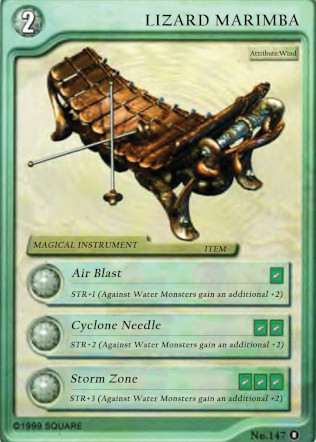 2
LIZARD MARIMBA
Attribute/Wind
MAGICAL INSTRUMENT
ITEM
Air Blast
STR+1 (Against Water Monsters gain an additional +2)
Cyclone Needle
STR+2 (Against Water Monsters gain an additional +2)
Storm Zone
STR+3 (Against Water Monsters gain an additional +2)
©1999 SQUARE
No.147